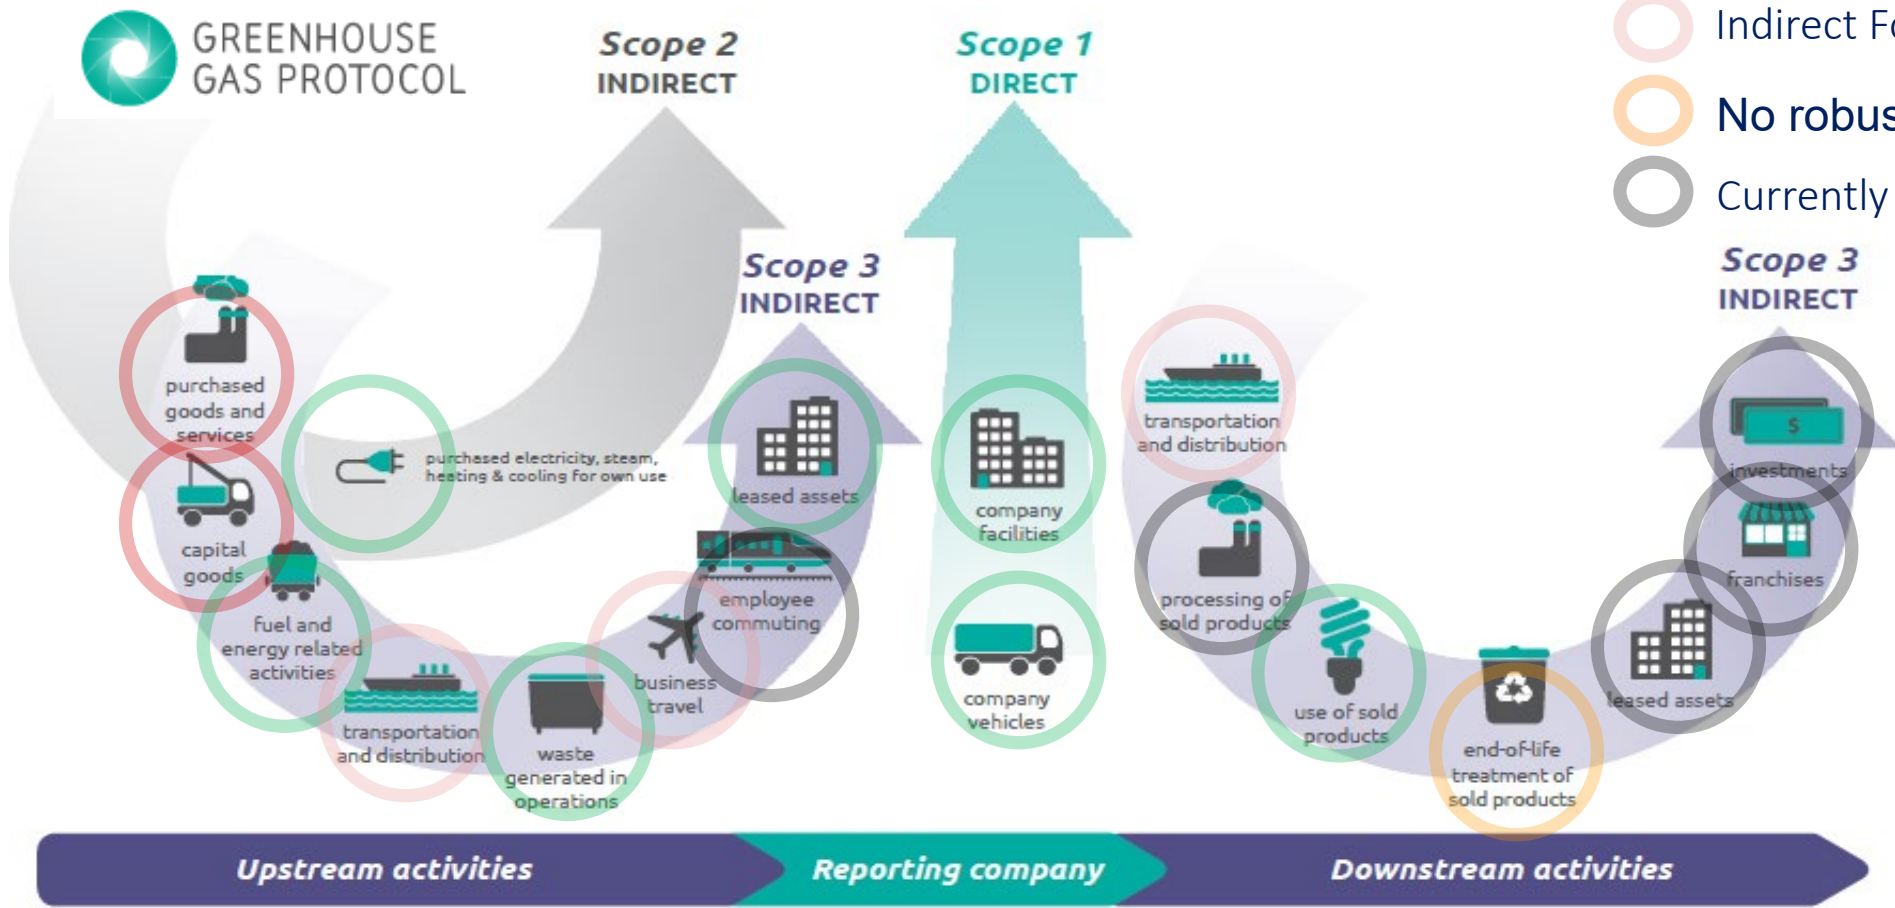 GREENHOUSE
GAS PROTOCOL
Scope 2
INDIRECT
Scope 1
DIRECT
Indirect
No
Currently
Scope 3
INDIRECT
Scope 3
INDIRECT
purchased
goods and
services
purchased electricity, steam,
heating & cooling for own use
capital
goods
fuel and
energy related
activities
transportation
and distribution
waste
generated in
operations
business
travel
employee
commuting
leased assets
company
facilities
company
vehicles
transportation
and distribution
processing of
sold products
use of sold
products
end-of-life
treatment of
sold products
leased assets
franchises
$
investments
Upstream activities
Reporting company
Downstream activities